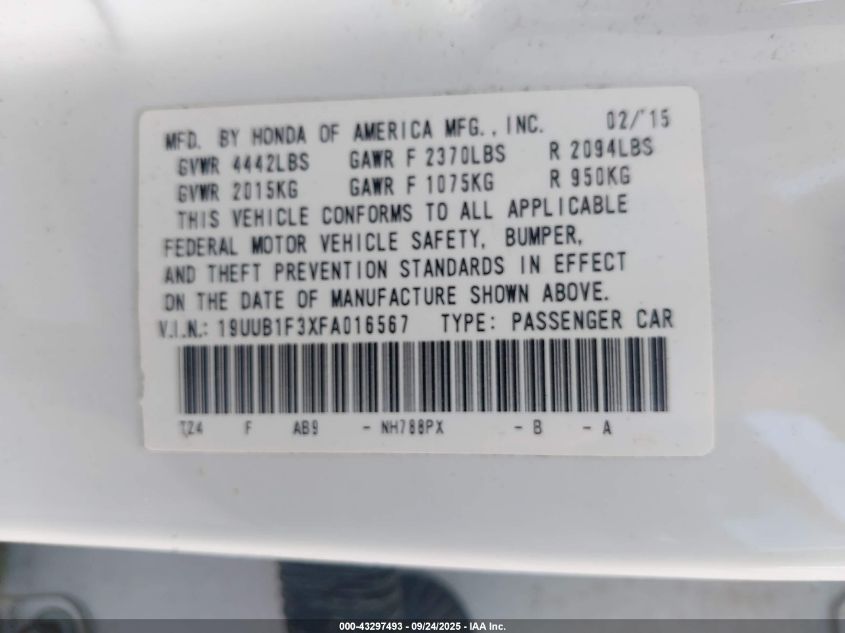 MFD. BY HONDA OF AMERICA MFG., INC. 02/'15
GVWR 4442LBS GAWR F 2370LBS R 2094LBS
GVWR 2015KG GAWR F 1075KG R 950KG
THIS VEHICLE CONFORMS TO ALL APPLICABLE
FEDERAL MOTOR VEHICLE SAFETY, BUMPER,
AND THEFT PREVENTION STANDARDS IN EFFECT
ON THE DATE OF MANUFACTURE SHOWN ABOVE.
V.I.N.: 19UUB1F3XFA016567 TYPE: PASSENGER CAR
TZ4 F AB9 - NH788PX - B - A
000-43297493 - 09/24/2025 - IAA Inc.